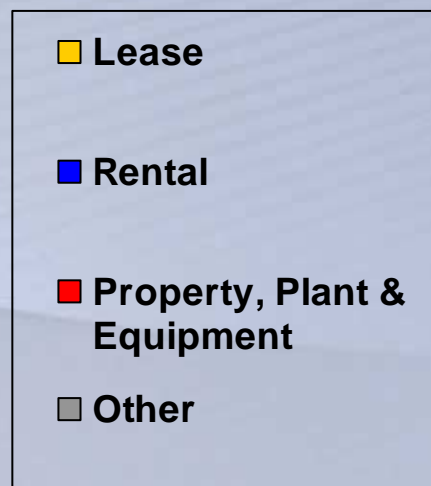 Lease
Rental
Property, Plant &
Equipment
Other